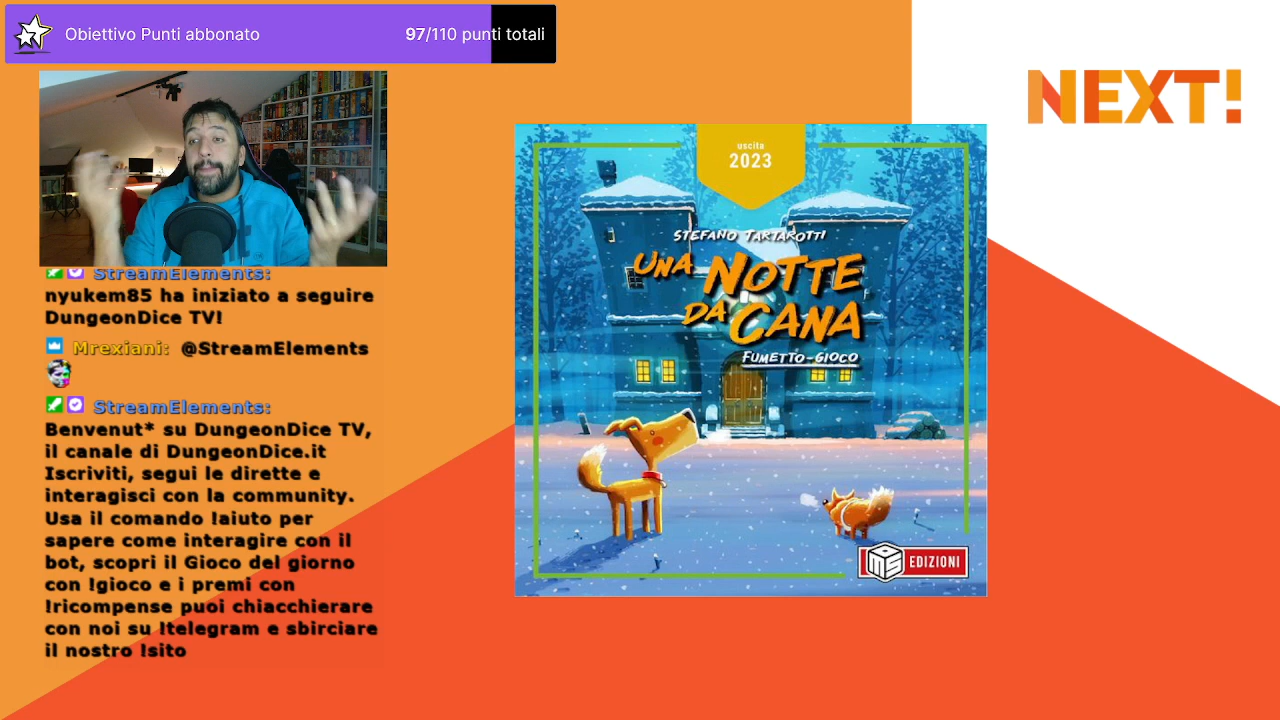 Obiettivo Punti abbonato
97/110 punti totali
NEXT!
StreamElements:
nyukem85 ha iniziato a seguire
DungeonDice TV!
Mrexiani: @StreamElements
StreamElements:
Benvenut* su DungeonDice TV,
il canale di DungeonDice.it
Iscriviti, segui le dirette e
interagisci con la community.
Usa il comando !aiuto per
sapere come interagire con il
bot, scopri il Gioco del giorno
con !gioco e i premi con
!ricompense puoi chiacchierare
con noi su !telegram e sbirciare
il nostro !sito
uscita
2023
STEFANO TARTAROTTI
UNA NOTTE
DA CANA
FUMETTO-GIOCO
MS EDIZIONI